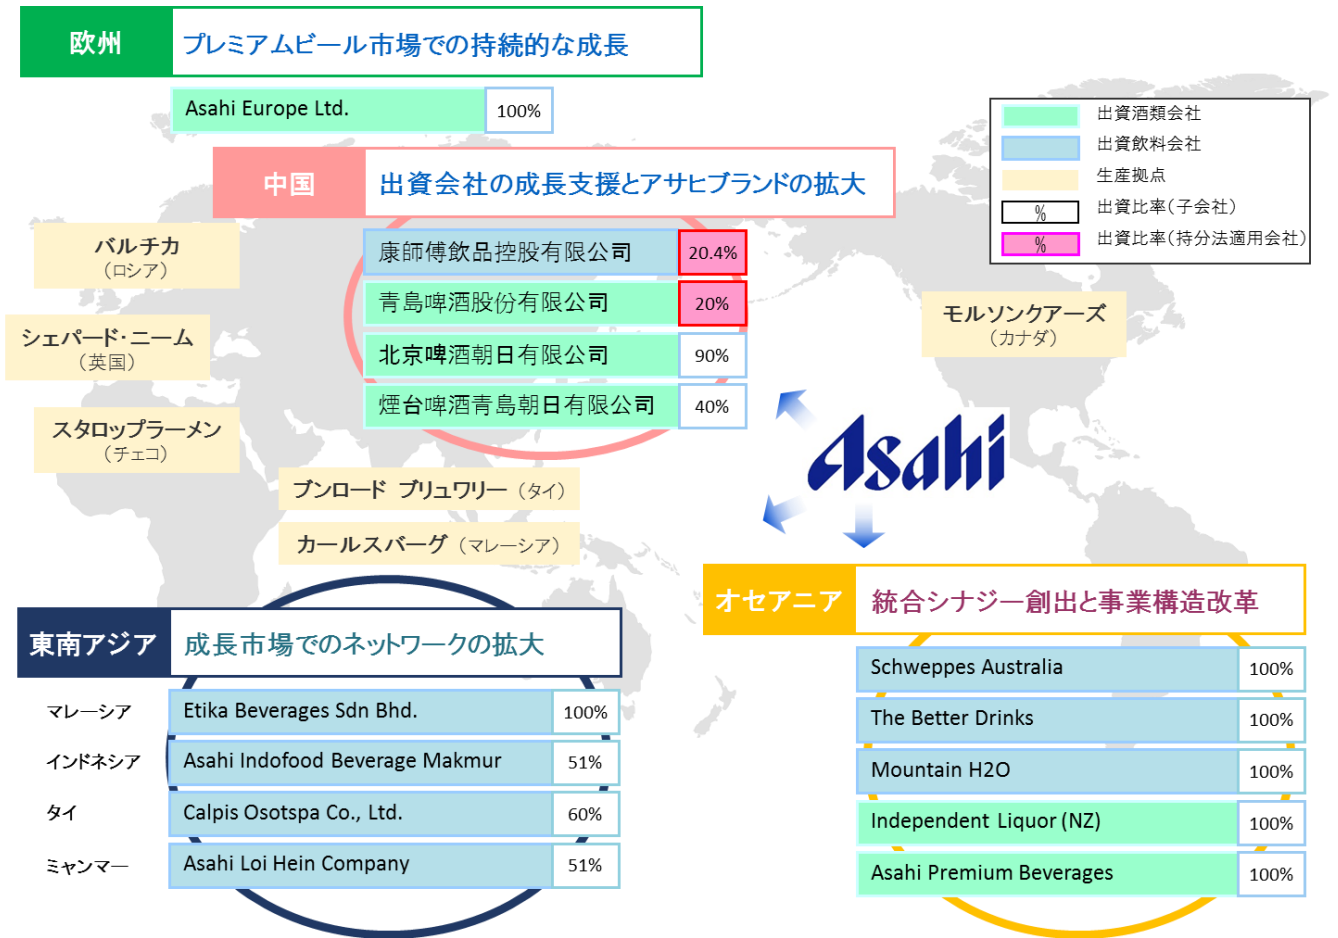 欧州
プレミアムビール市場での持続的な成長
Asahi Europe Ltd.
100%
出資酒類会社
出資飲料会社
生産拠点
% 出資比率（子会社）
% 出資比率（持分法適用会社）
中国
出資会社の成長支援とアサヒブランドの拡大
康師傅飲品控股有限公司 20.4%
青島啤酒股份有限公司 20%
北京啤酒朝日有限公司 90%
煙台啤酒青島朝日有限公司 40%
バルチカ
（ロシア）
シェパード・ニーム
（英国）
スタロップラーメン
（チェコ）
モルソンクアーズ
（カナダ）
Asahi
ブンロード ブリュワリー（タイ）
カールスバーグ（マレーシア）
東南アジア
成長市場でのネットワークの拡大
マレーシア Etika Beverages Sdn Bhd. 100%
インドネシア Asahi Indofood Beverage Makmur 51%
タイ Calpis Osotspa Co., Ltd. 60%
ミャンマー Asahi Loi Hein Company 51%
オセアニア
統合シナジー創出と事業構造改革
Schweppes Australia 100%
The Better Drinks 100%
Mountain H2O 100%
Independent Liquor (NZ) 100%
Asahi Premium Beverages 100%